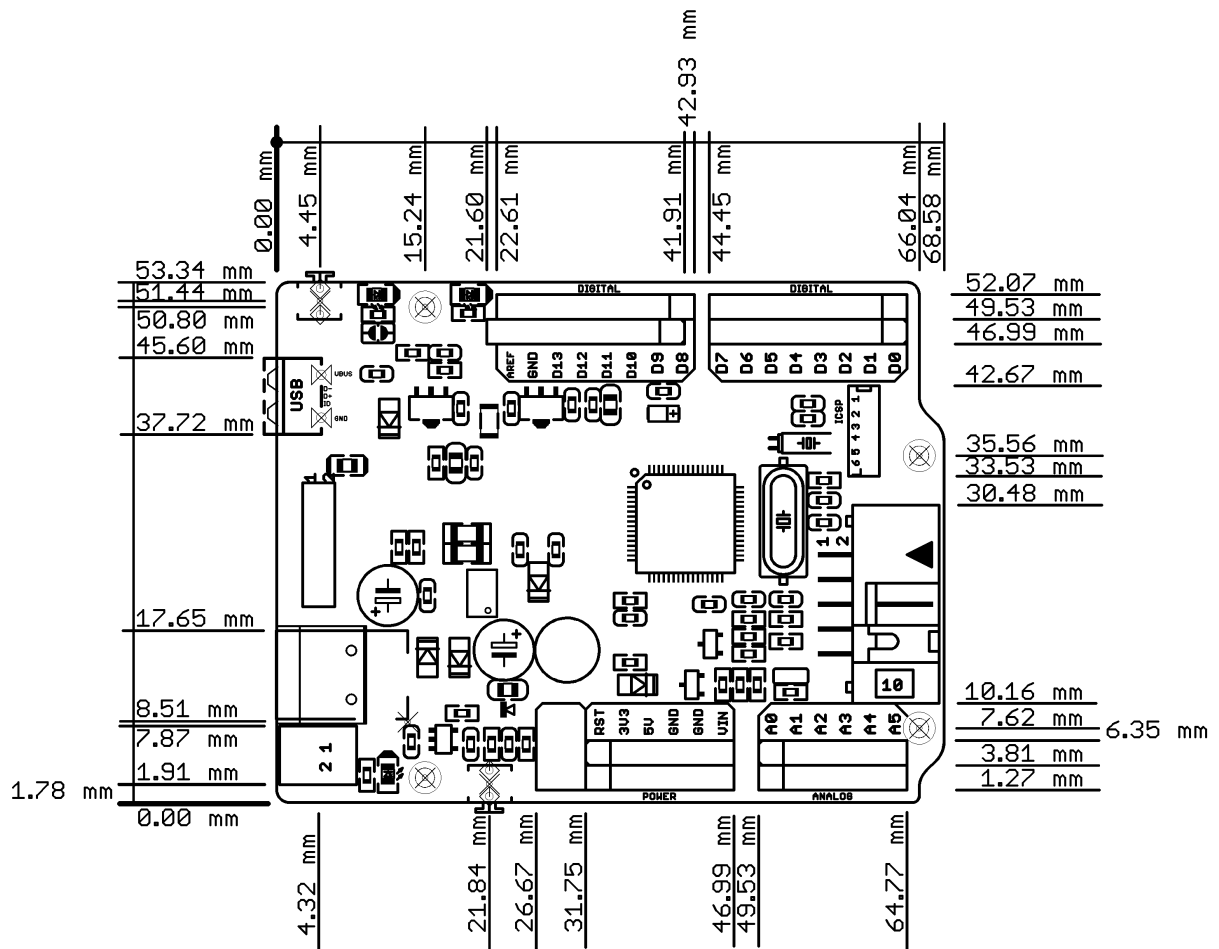 42.93 mm
0.00 mm
4.45 mm
15.24 mm
21.60 mm
22.61 mm
41.91 mm
44.45 mm
66.04 mm
68.58 mm
53.34 mm
51.44 mm
50.80 mm
45.60 mm
37.72 mm
17.65 mm
8.51 mm
7.87 mm
1.91 mm
1.78 mm
0.00 mm
52.07 mm
49.53 mm
46.99 mm
42.67 mm
35.56 mm
33.53 mm
30.48 mm
10.16 mm
7.62 mm
6.35 mm
3.81 mm
1.27 mm
DIGITAL
DIGITAL
AREF
GND
D13
D12
D11
D10
D9
D8
D7
D6
D5
D4
D3
D2
D1
D0
USB
VBUS
D-
D+
ID
GND
ICSP
6 5 4 3 2 1
1 2
1 2
10
RST
3V3
5V
GND
GND
VIN
A0
A1
A2
A3
A4
A5
2 1
POWER
ANALOG
4.32 mm
21.84 mm
26.67 mm
31.75 mm
46.99 mm
49.53 mm
64.77 mm